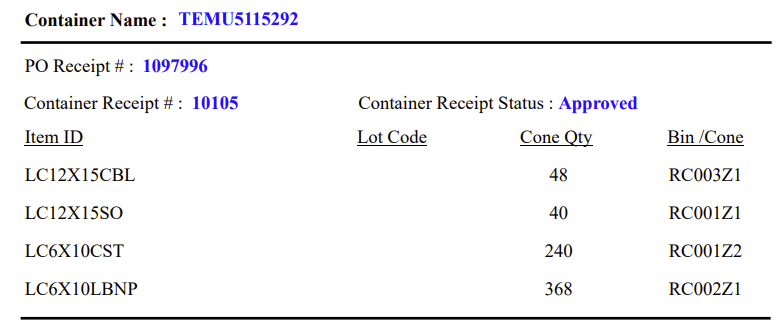 Container Name : TEMU5115292
PO Receipt # : 1097996
Container Receipt # : 10105 Container Receipt Status : Approved
Item ID Lot Code Cone Qty Bin /Cone
LC12X15CBL 48 RC003Z1
LC12X15SO 40 RC001Z1
LC6X10CST 240 RC001Z2
LC6X10LBNP 368 RC002Z1